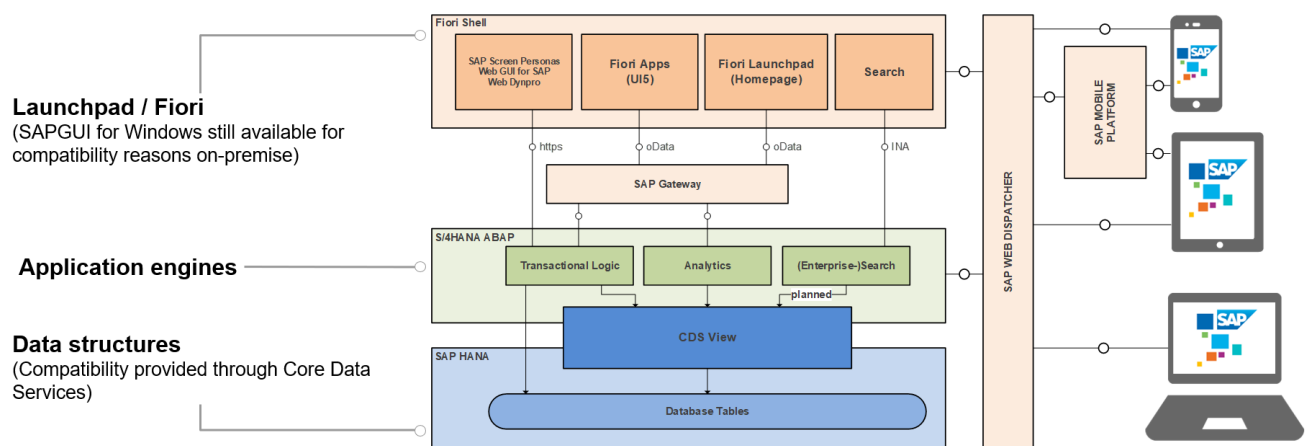 Fiori Shell
SAP Screen Personas
Web GUI for SAP
Web Dynpro
Fiori Apps
(UI5)
Fiori Launchpad
(Homepage)
Search
Launchpad / Fiori
(SAPGUI for Windows still available for
compatibility reasons on-premise)
https
oData
oData
INA
SAP Gateway
S/4HANA ABAP
Application engines
Transactional Logic
Analytics
(Enterprise-)Search
planned
CDS View
Data structures
(Compatibility provided through Core Data
Services)
SAP HANA
Database Tables
SAP WEB DISPATCHER
SAP MOBILE
PLATFORM
SAP
SAP
SAP